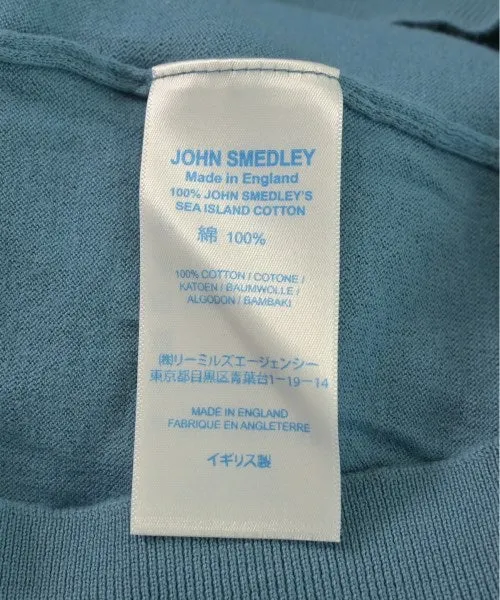 JOHN SMEDLEY
Made in England
100% JOHN SMEDLEY'S
SEA ISLAND COTTON
綿 100%
100% COTTON / COTONE /
KATOEN / BAUMWOLLE /
ALGODON / BAMBAKI
㈱リーミルズエージェンシー
東京都目黒区青葉台1-19-14
MADE IN ENGLAND
FABRIQUE EN ANGLETERRE
イギリス製